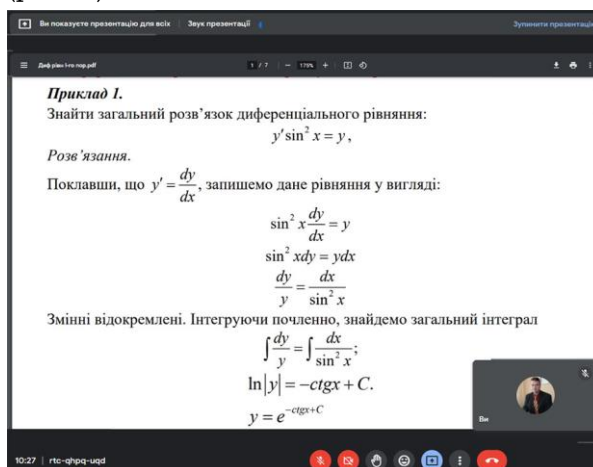 Ви показуєте презентацію для всіх Звук презентації Зупинити презентацію
Диф рівн І-го пор.pdf 1 / 7 − 179% +
Приклад 1.
Знайти загальний розв’язок диференціального рівняння:
y′ sin² x = y ,
Розв’язання.
Поклавши, що y′ = dy/dx, запишемо дане рівняння у вигляді:
sin² x dy/dx = y
sin² xdy = ydx
dy/y = dx/sin² x
Змінні відокремлені. Інтегруючи почленно, знайдемо загальний інтеграл
∫ dy/y = ∫ dx/sin² x;
ln|y| = −ctgx + C.
y = e^(−ctgx+C)
Ви
10:27 | rtc-qhpq-uqd